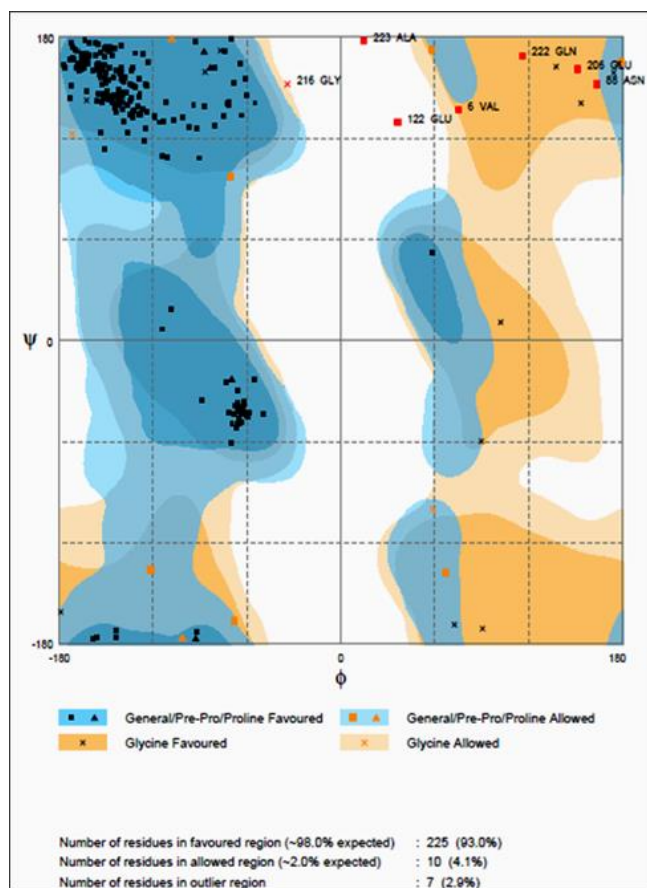 180
223 ALA
222 GLN
216 GLY
206 GLU
88 ASN
6 VAL
122 GLU
Ψ 0
-180
-180 0 180
ϕ
General/Pre-Pro/Proline Favoured General/Pre-Pro/Proline Allowed
Glycine Favoured Glycine Allowed
Number of residues in favoured region (~98.0% expected) : 225 (93.0%)
Number of residues in allowed region (~2.0% expected) : 10 (4.1%)
Number of residues in outlier region : 7 (2.9%)